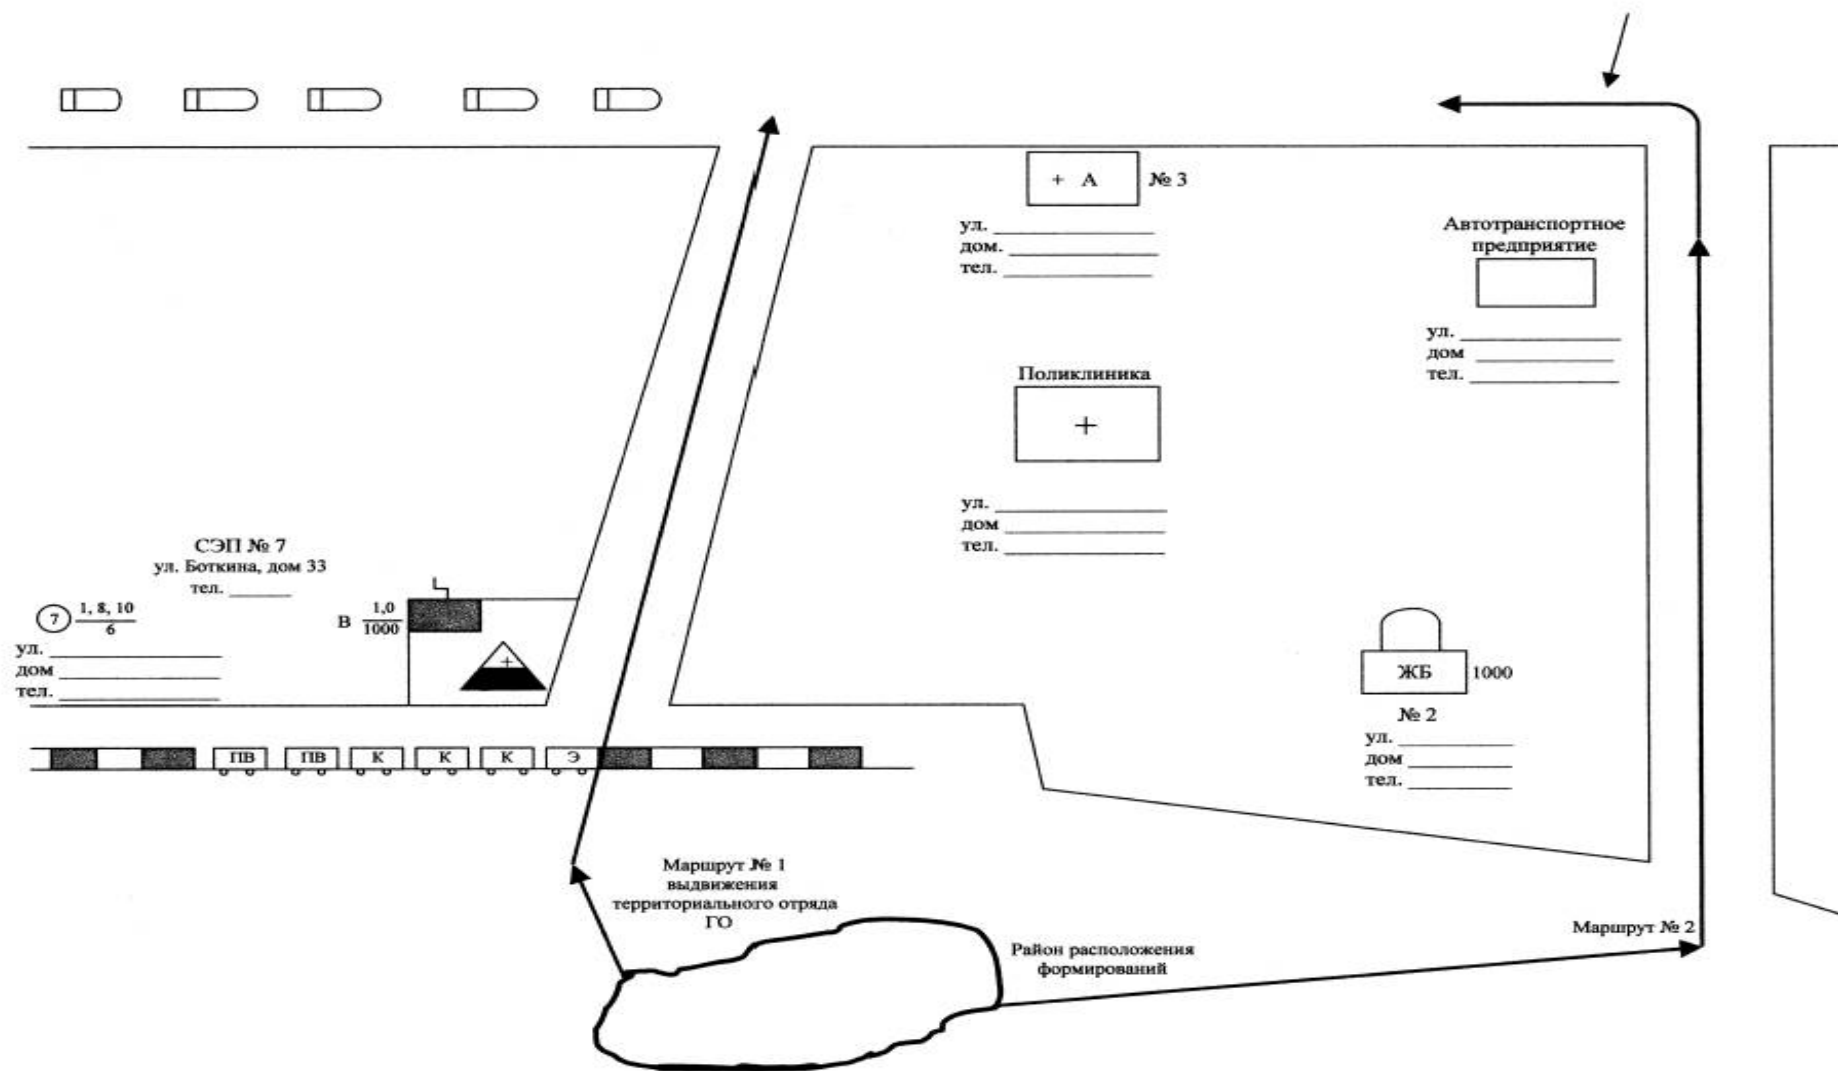 + А
№ 3
ул.
дом.
тел.
Автотранспортное
предприятие
ул.
дом
тел.
Поликлиника
+
ул.
дом
тел.
СЭП № 7
ул. Боткина, дом 33
тел.
7
1, 8, 10
6
ул.
дом
тел.
В
1,0
1000
+
ЖБ
1000
№ 2
ул.
дом
тел.
ПВ ПВ К К К Э
Маршрут № 1
выдвижения
территориального отряда
ГО
Район расположения
формирований
Маршрут № 2